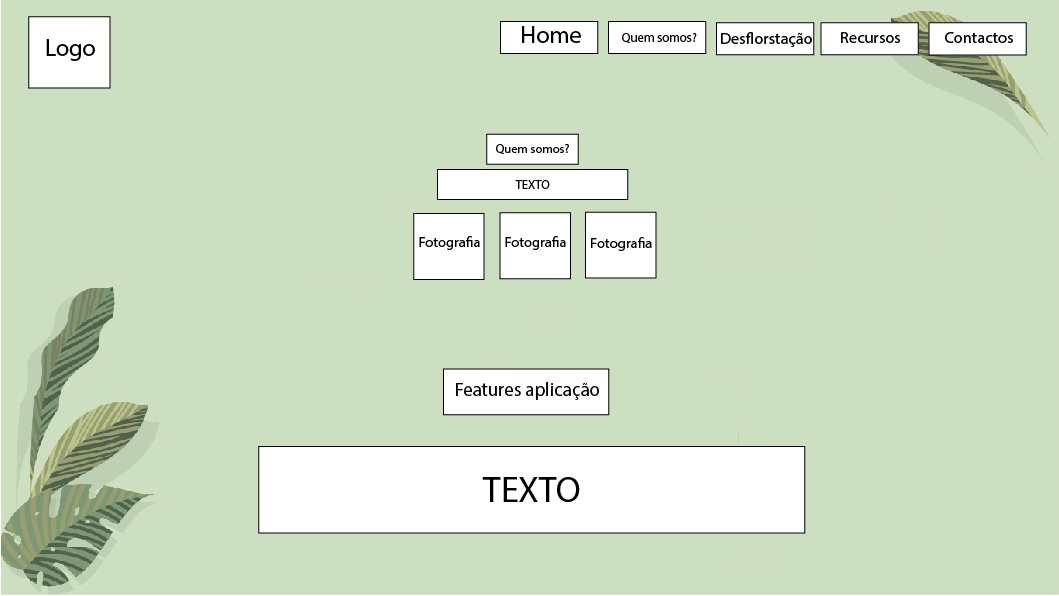 Logo
Home
Quem somos?
Desflorstação
Recursos
Contactos
Quem somos?
TEXTO
Fotografia
Fotografia
Fotografia
Features aplicação
TEXTO